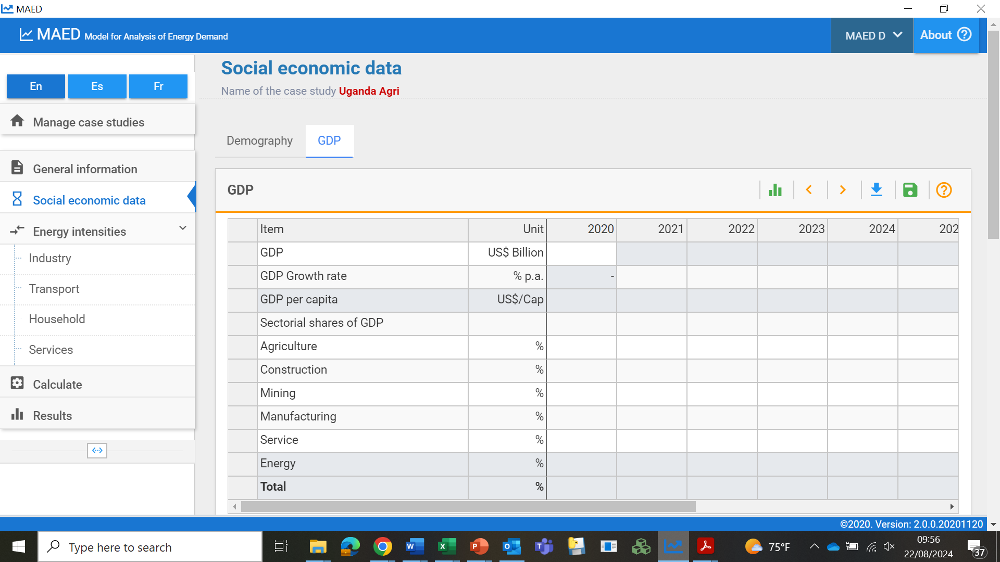 MAED
MAED Model for Analysis of Energy Demand
MAED D
About
En Es Fr
Manage case studies
General information
Social economic data
Energy intensities
Industry
Transport
Household
Services
Calculate
Results
Social economic data
Name of the case study Uganda Agri
Demography GDP
GDP
Item Unit 2020 2021 2022 2023 2024 202
GDP US$ Billion
GDP Growth rate % p.a. -
GDP per capita US$/Cap
Sectorial shares of GDP
Agriculture %
Construction %
Mining %
Manufacturing %
Service %
Energy %
Total %
©2020. Version: 2.0.0.20201120
Type here to search
75°F
09:56
22/08/2024
37